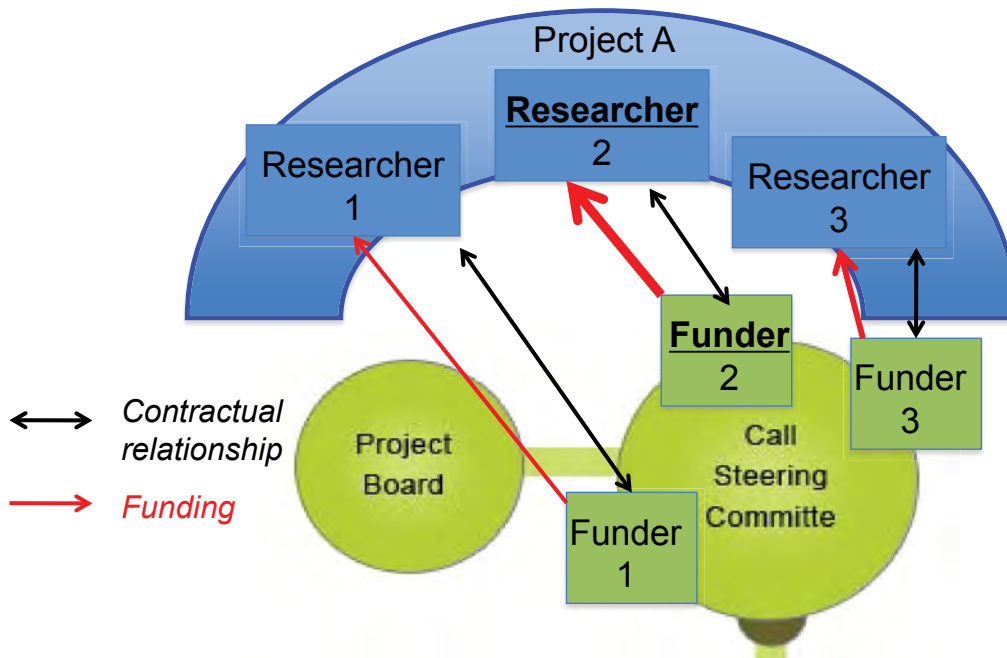 Project A
Researcher
2
Researcher
1
Researcher
3
Funder
2
Funder
3
Contractual
relationship
Funding
Project
Board
Call
Steering
Committe
Funder
1